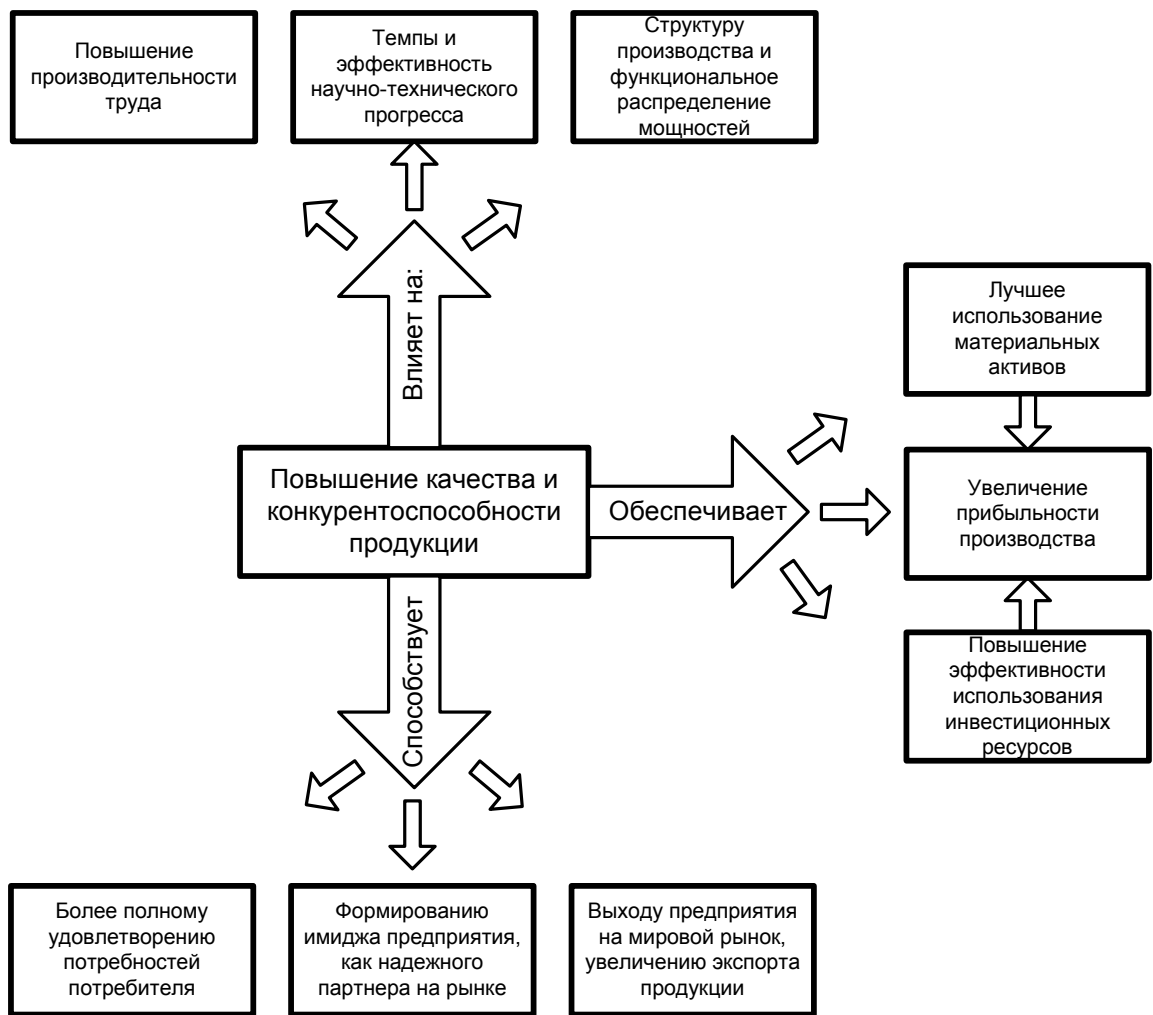 Повышение
производительности
труда
Темпы и
эффективность
научно-технического
прогресса
Структуру
производства и
функциональное
распределение
мощностей
Влияет на:
Лучшее
использование
материальных
активов
Повышение качества и
конкурентоспособности
продукции
Обеспечивает
Увеличение
прибыльности
производства
Способствует
Повышение
эффективности
использования
инвестиционных
ресурсов
Более полному
удовлетворению
потребностей
потребителя
Формированию
имиджа предприятия,
как надежного
партнера на рынке
Выходу предприятия
на мировой рынок,
увеличению экспорта
продукции